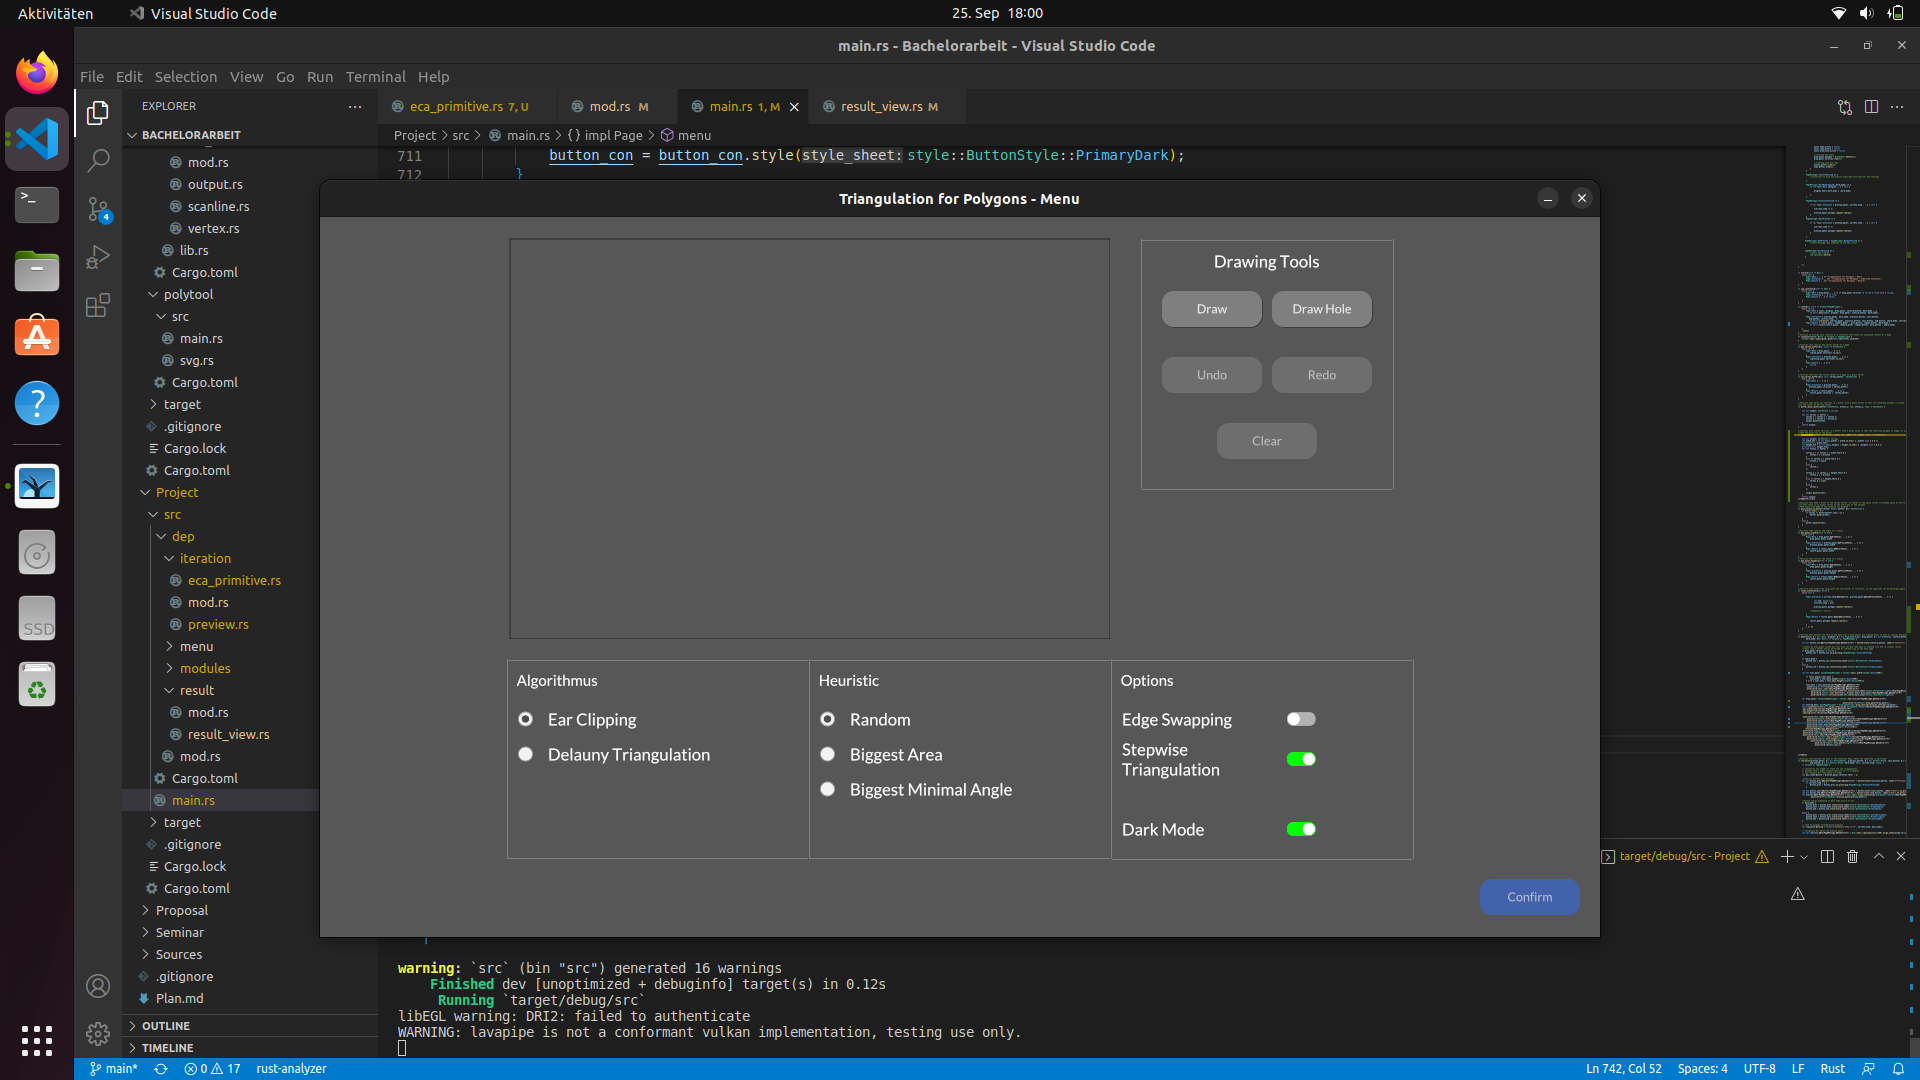 Aktivitäten
Visual Studio Code
25. Sep 18:00
main.rs - Bachelorarbeit - Visual Studio Code
File Edit Selection View Go Run Terminal Help
EXPLORER
eca_primitive.rs 7, U
mod.rs M
main.rs 1, M
result_view.rs M
BACHELORARBEIT
Project > src > main.rs > {} impl Page > menu
711 button_con = button_con.style(style_sheet: style::ButtonStyle::PrimaryDark);
712 }
mod.rs
output.rs
scanline.rs
vertex.rs
lib.rs
Cargo.toml
polytool
src
main.rs
svg.rs
Cargo.toml
target
.gitignore
Cargo.lock
Cargo.toml
Project
src
dep
iteration
eca_primitive.rs
mod.rs
preview.rs
menu
modules
result
mod.rs
result_view.rs
mod.rs
Cargo.toml
main.rs
target
.gitignore
Cargo.lock
Cargo.toml
Proposal
Seminar
Sources
.gitignore
Plan.md
OUTLINE
TIMELINE
4
>_
?
SSD
Triangulation for Polygons - Menu
Drawing Tools
Draw Draw Hole
Undo Redo
Clear
Algorithmus
Ear Clipping
Delauny Triangulation
Heuristic
Random
Biggest Area
Biggest Minimal Angle
Options
Edge Swapping
Stepwise
Triangulation
Dark Mode
Confirm
target/debug/src - Project
warning: `src` (bin "src") generated 16 warnings
Finished dev [unoptimized + debuginfo] target(s) in 0.12s
Running `target/debug/src`
libEGL warning: DRI2: failed to authenticate
WARNING: lavapipe is not a conformant vulkan implementation, testing use only.
main* 0 17 rust-analyzer
Ln 742, Col 52 Spaces: 4 UTF-8 LF Rust